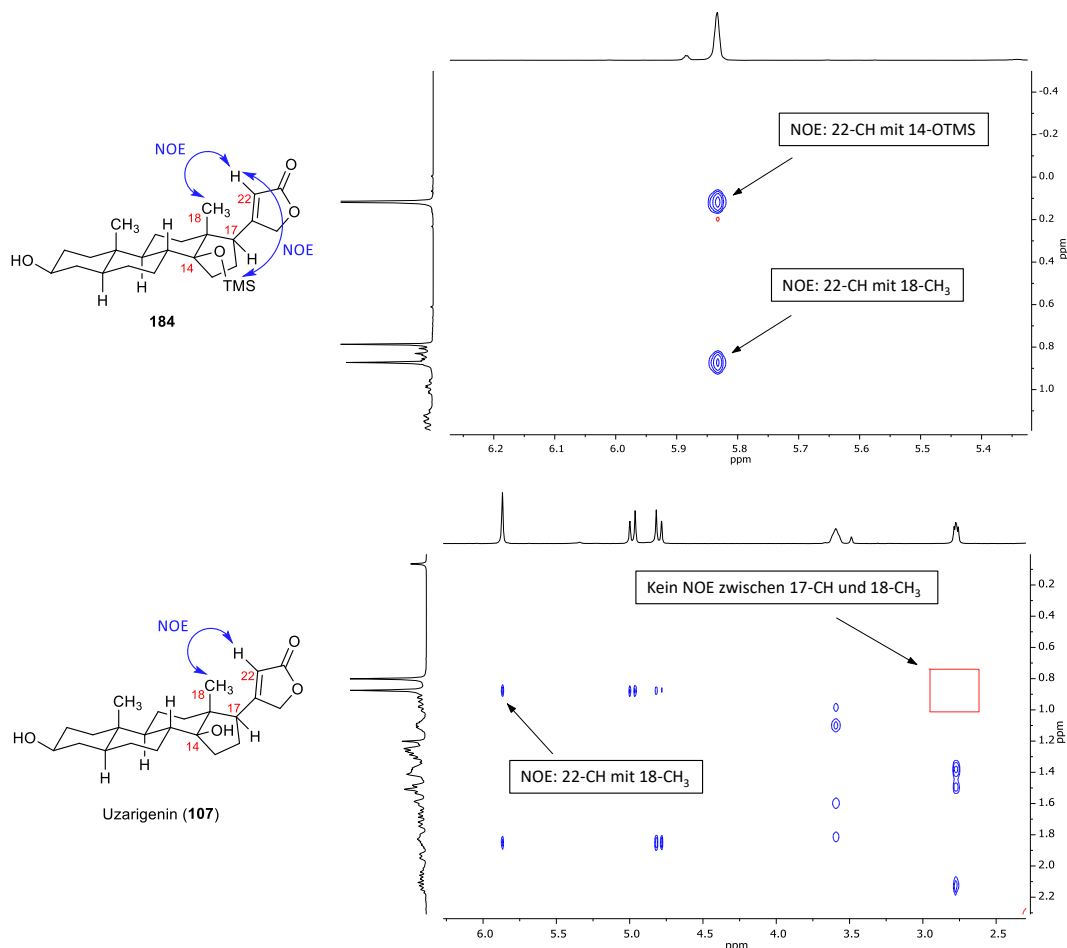 -0.4
-0.2
0.0
0.2
0.4
0.6
0.8
1.0
ppm
NOE: 22-CH mit 14-OTMS
NOE: 22-CH mit 18-CH₃
6.2 6.1 6.0 5.9 5.8 5.7 5.6 5.5 5.4
ppm
NOE
H
O
22
O
18
CH₃
CH₃
H
17
O
H
NOE
HO
14
H
TMS
H
184
Kein NOE zwischen 17-CH und 18-CH₃
NOE: 22-CH mit 18-CH₃
0.2
0.4
0.6
0.8
1.0
1.2
1.4
1.6
1.8
2.0
2.2
ppm
6.0 5.5 5.0 4.5 4.0 3.5 3.0 2.5
ppm
NOE
H
O
22
O
18
CH₃
CH₃
H
17
OH
H
HO
14
H
H
Uzarigenin (107)